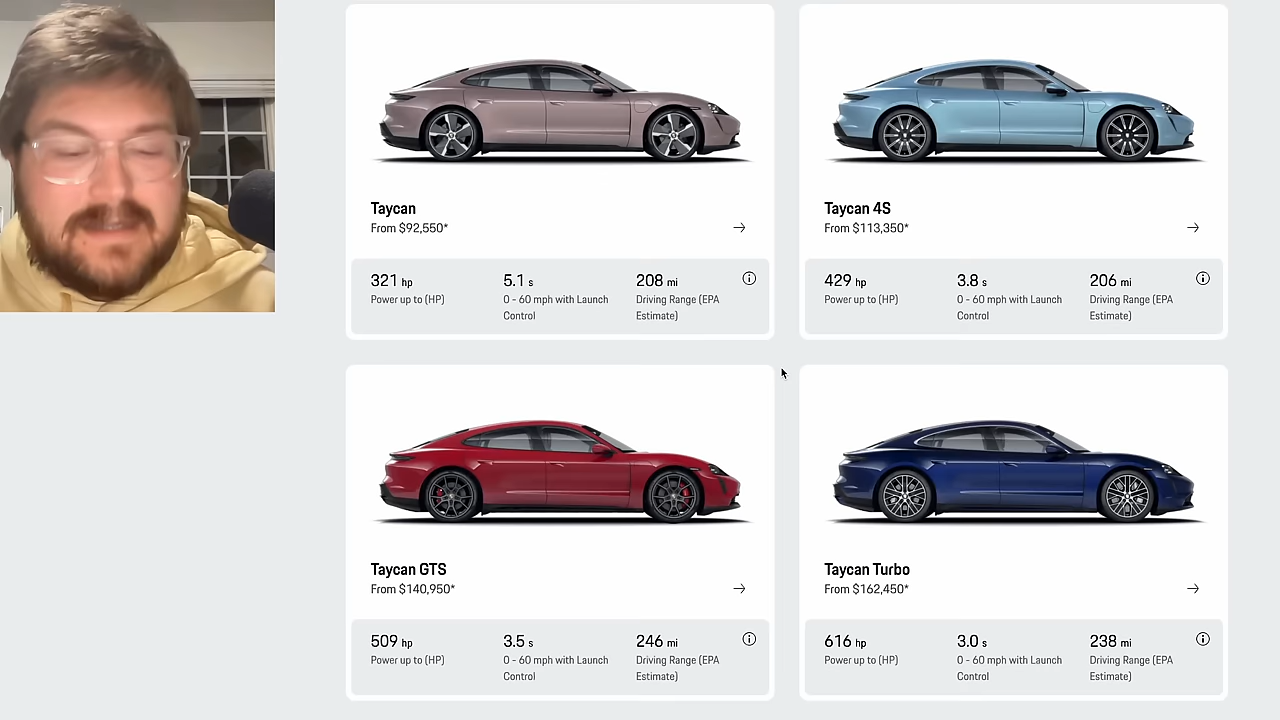 Taycan
From $92,550*
321 hp
Power up to (HP)
5.1 s
0 - 60 mph with Launch
Control
208 mi
Driving Range (EPA
Estimate)
Taycan 4S
From $113,350*
429 hp
Power up to (HP)
3.8 s
0 - 60 mph with Launch
Control
206 mi
Driving Range (EPA
Estimate)
Taycan GTS
From $140,950*
509 hp
Power up to (HP)
3.5 s
0 - 60 mph with Launch
Control
246 mi
Driving Range (EPA
Estimate)
Taycan Turbo
From $162,450*
616 hp
Power up to (HP)
3.0 s
0 - 60 mph with Launch
Control
238 mi
Driving Range (EPA
Estimate)